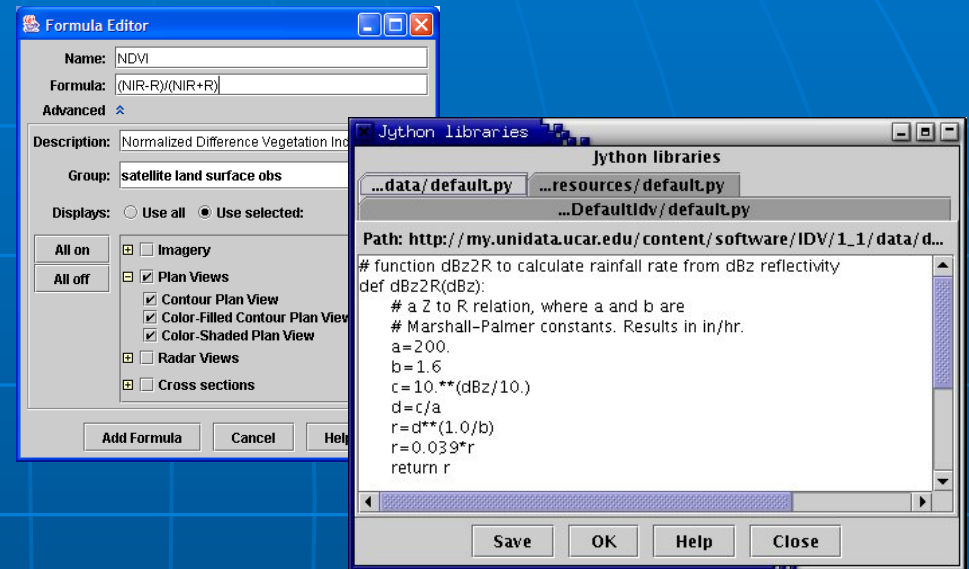 Formula Editor
Name: NDVI
Formula: (NIR-R)/(NIR+R)
Advanced
Description: Normalized Difference Vegetation
Group: satellite land surface obs
Displays: Use all Use selected:
All on
All off
Imagery
Plan Views
Contour Plan View
Color-Filled Contour Plan View
Color-Shaded Plan View
Radar Views
Cross sections
Add Formula Cancel
Jython libraries
Jython libraries
...data/default.py ...resources/default.py
...DefaultIdv/default.py
Path: http://my.unidata.ucar.edu/content/software/IDV/1_1/data/d...
# function dBz2R to calculate rainfall rate from dBz reflectivity
def dBz2R(dBz):
# a Z to R relation, where a and b are
# Marshall-Palmer constants. Results in in/hr.
a=200.
b=1.6
c=10.**(dBz/10.)
d=c/a
r=d**(1.0/b)
r=0.039*r
return r
Save OK Help Close